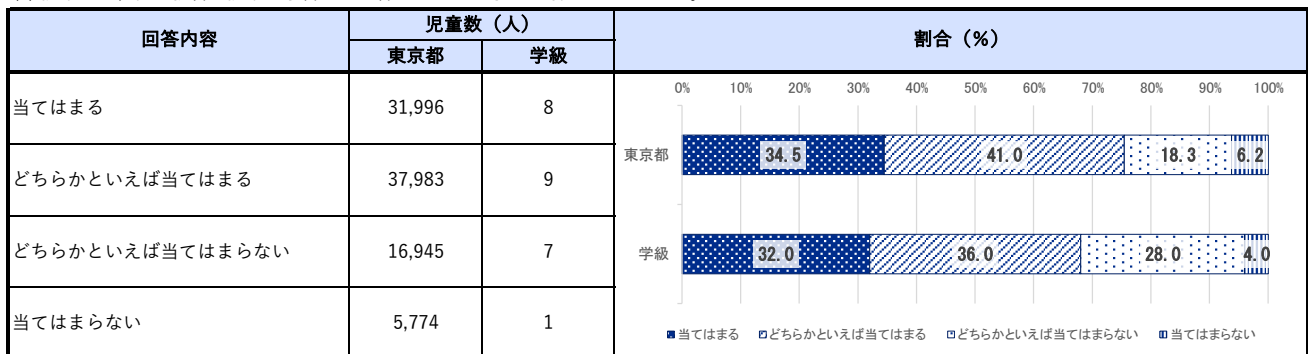 回答内容 児童数（人） 割合（％）
東京都 学級
当てはまる 31,996 8
どちらかといえば当てはまる 37,983 9
どちらかといえば当てはまらない 16,945 7
当てはまらない 5,774 1
0% 10% 20% 30% 40% 50% 60% 70% 80% 90% 100%
東京都 34.5 41.0 18.3 6.2
学級 32.0 36.0 28.0 4.0
当てはまる どちらかといえば当てはまる どちらかといえば当てはまらない 当てはまらない